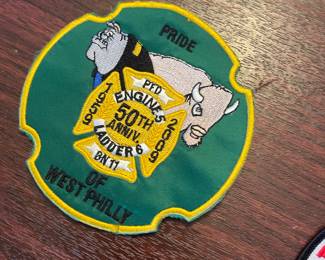 PRIDE
PFD
ENGINE 5
1959
50TH
2009
ANNIV.
LADDER 6
BN 11
OF
WEST PHILLY